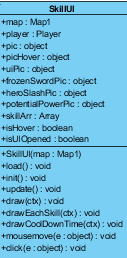 SkillUI
+map : Map1
+player : Player
+pic : object
+picHover : object
+uiPic : object
+frozenSwordPic : object
+heroSlashPic : object
+potentialPowerPic : object
+skillArr : Array
+isHover : boolean
+isUIOpened : boolean
+SkillUI(map : Map1)
+load() : void
+init() : void
+update() : void
+draw(ctx) : void
+drawEachSkill(ctx) : void
+drawCoolDownTime(ctx) : void
+mousemove(e : object) : void
+click(e : object) : void